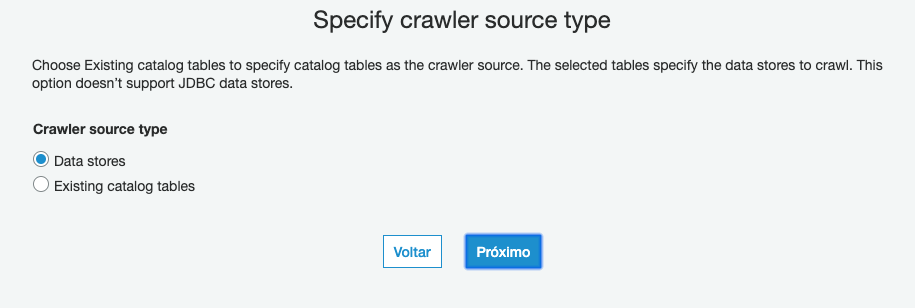 Specify crawler source type
Choose Existing catalog tables to specify catalog tables as the crawler source. The selected tables specify the data stores to crawl. This
option doesn’t support JDBC data stores.
Crawler source type
Data stores
Existing catalog tables
Voltar
Próximo